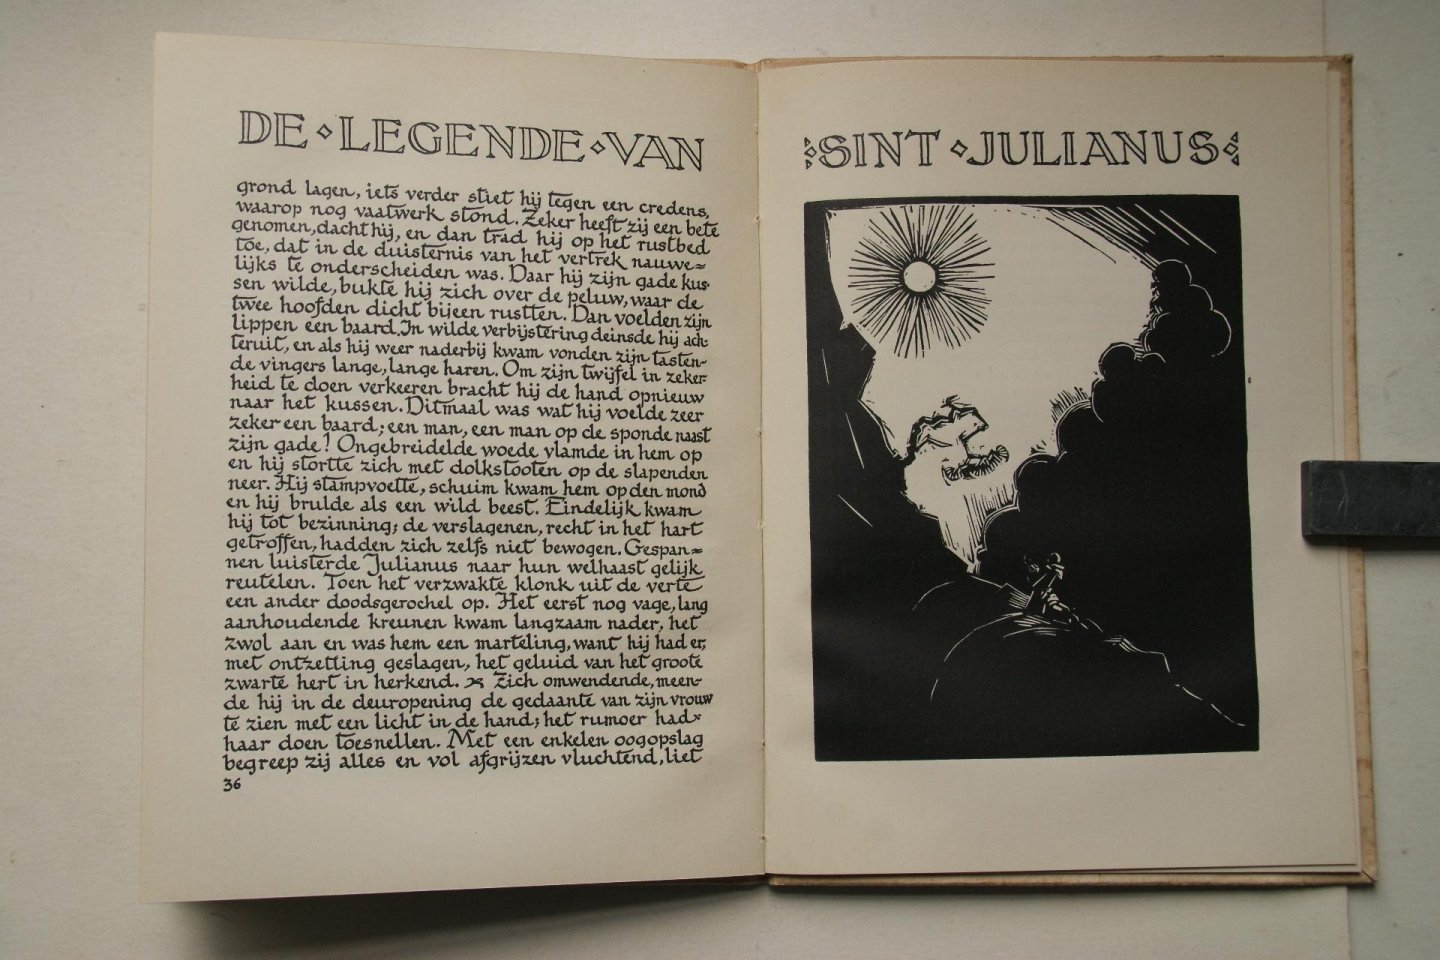 DE LEGENDE VAN
grond lagen, iets verder stiet hij tegen een credens,
waarop nog vaatwerk stond. Zeker heeft zij een bete
genomen, dacht hij, en dan trad hij op het rustbed
toe, dat in de duisternis van het vertrek nauwe=
lijks te onderscheiden was. Daar hij zijn gade kus-
sen wilde, bukte hij zich over de peluw, waar de
twee hoofden dicht bijeen rustten. Dan voelden zijn
lippen een baard. In wilde verbijstering deinsde hij ach-
teruit, en als hij weer naderbij kwam vonden zijn tasten-
de vingers lange, lange haren. Om zijn twijfel in zeker-
heid te doen verkeeren bracht hij de hand opnieuw
naar het kussen. Ditmaal was wat hij voelde zeer
zeker een baard; een man, een man op de sponde naast
zijn gade! Ongebreidelde woede vlamde in hem op
en hij stortte zich met dolkstooten op de slapenden
neer. Hij stampvoette, schuim kwam hem op den mond
en hij brulde als een wild beest. Eindelijk kwam
hij tot bezinning; de verslagenen, recht in het hart
getroffen, hadden zich zelfs niet bewogen. Gespan=
nen luisterde Julianus naar hun welhaast gelijk
reutelen. Toen het verzwakte klonk uit de verte
een ander doodsgerochel op. Het eerst nog vage, lang
aanhoudende kreunen kwam langzaam nader, het
zwol aan en was hem een marteling, want hij had er,
met ontzetting geslagen, het geluid van het groote
zwarte hert in herkend. Zich omwendende, meen-
de hij in de deuropening de gedaante van zijn vrouw
te zien met een licht in de hand; het rumoer had
haar doen toesnellen. Met een enkelen oogopslag
begreep zij alles en vol afgrijzen vluchtend, liet
36
SINT JULIANUS